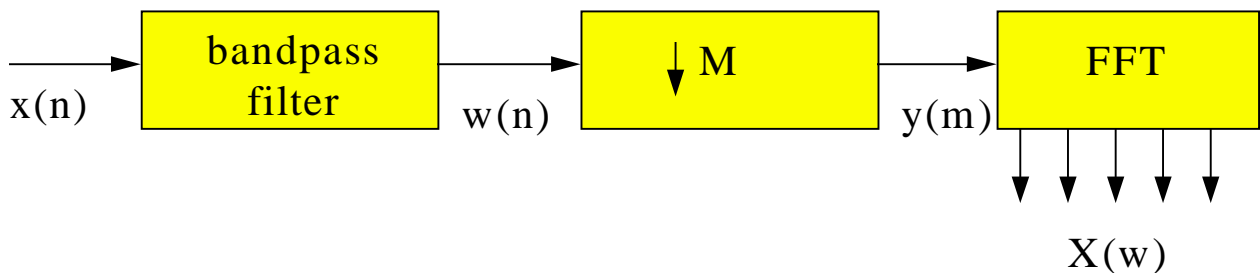 bandpass
filter
↓ M
FFT
x(n)
w(n)
y(m)
X(w)